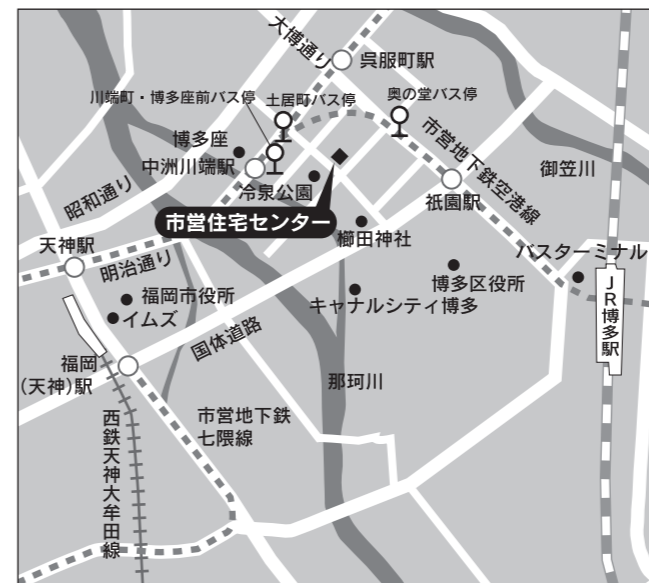 大博通り
呉服町駅
川端町・博多座前バス停
土居町バス停
奥の堂バス停
博多座
中洲川端駅
市営地下鉄空港線
御笠川
昭和通り
冷泉公園
祇園駅
市営住宅センター
櫛田神社
天神駅
明治通り
バスターミナル
福岡市役所
イムズ
博多区役所
キャナルシティ博多
JR博多駅
国体道路
福岡
(天神)駅
那珂川
市営地下鉄
七隈線
西鉄天神大牟田線